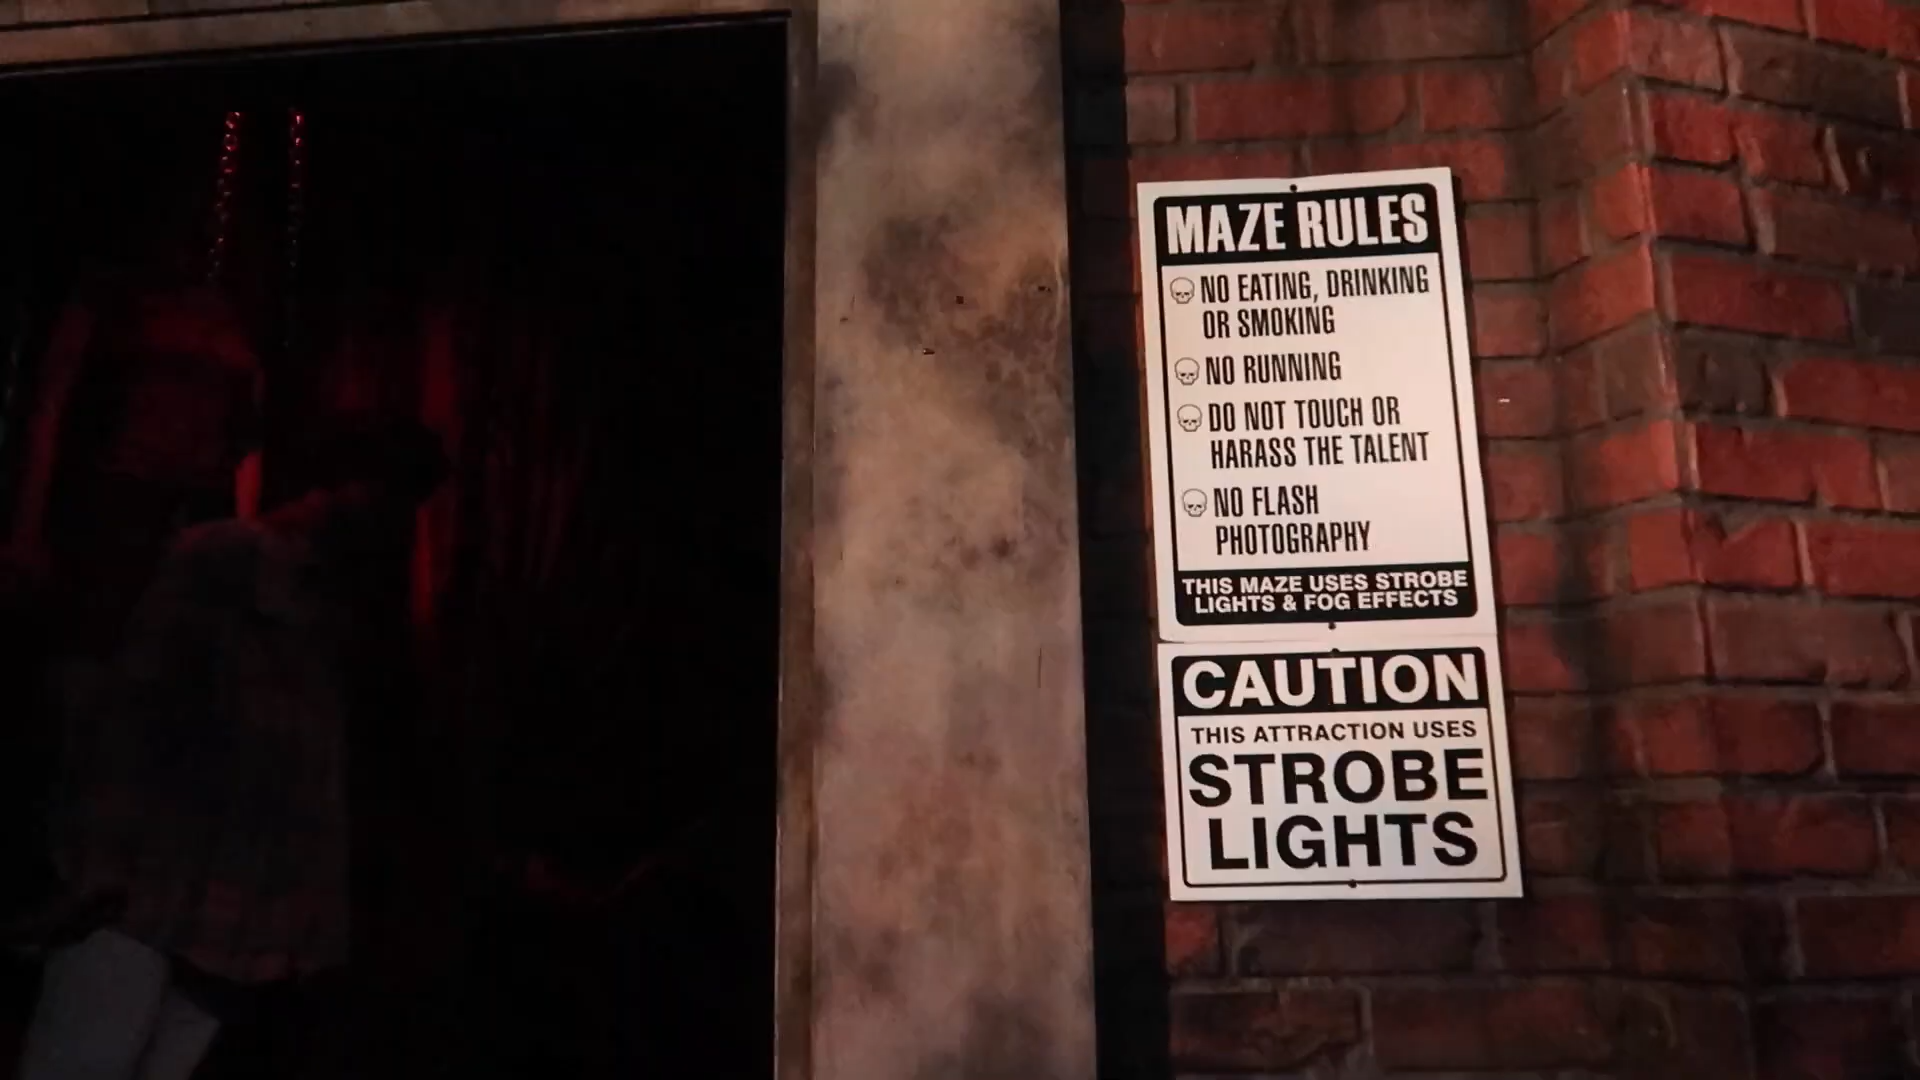 MAZE RULES
NO EATING, DRINKING
OR SMOKING
NO RUNNING
DO NOT TOUCH OR
HARASS THE TALENT
NO FLASH
PHOTOGRAPHY
THIS MAZE USES STROBE
LIGHTS & FOG EFFECTS
CAUTION
THIS ATTRACTION USES
STROBE
LIGHTS